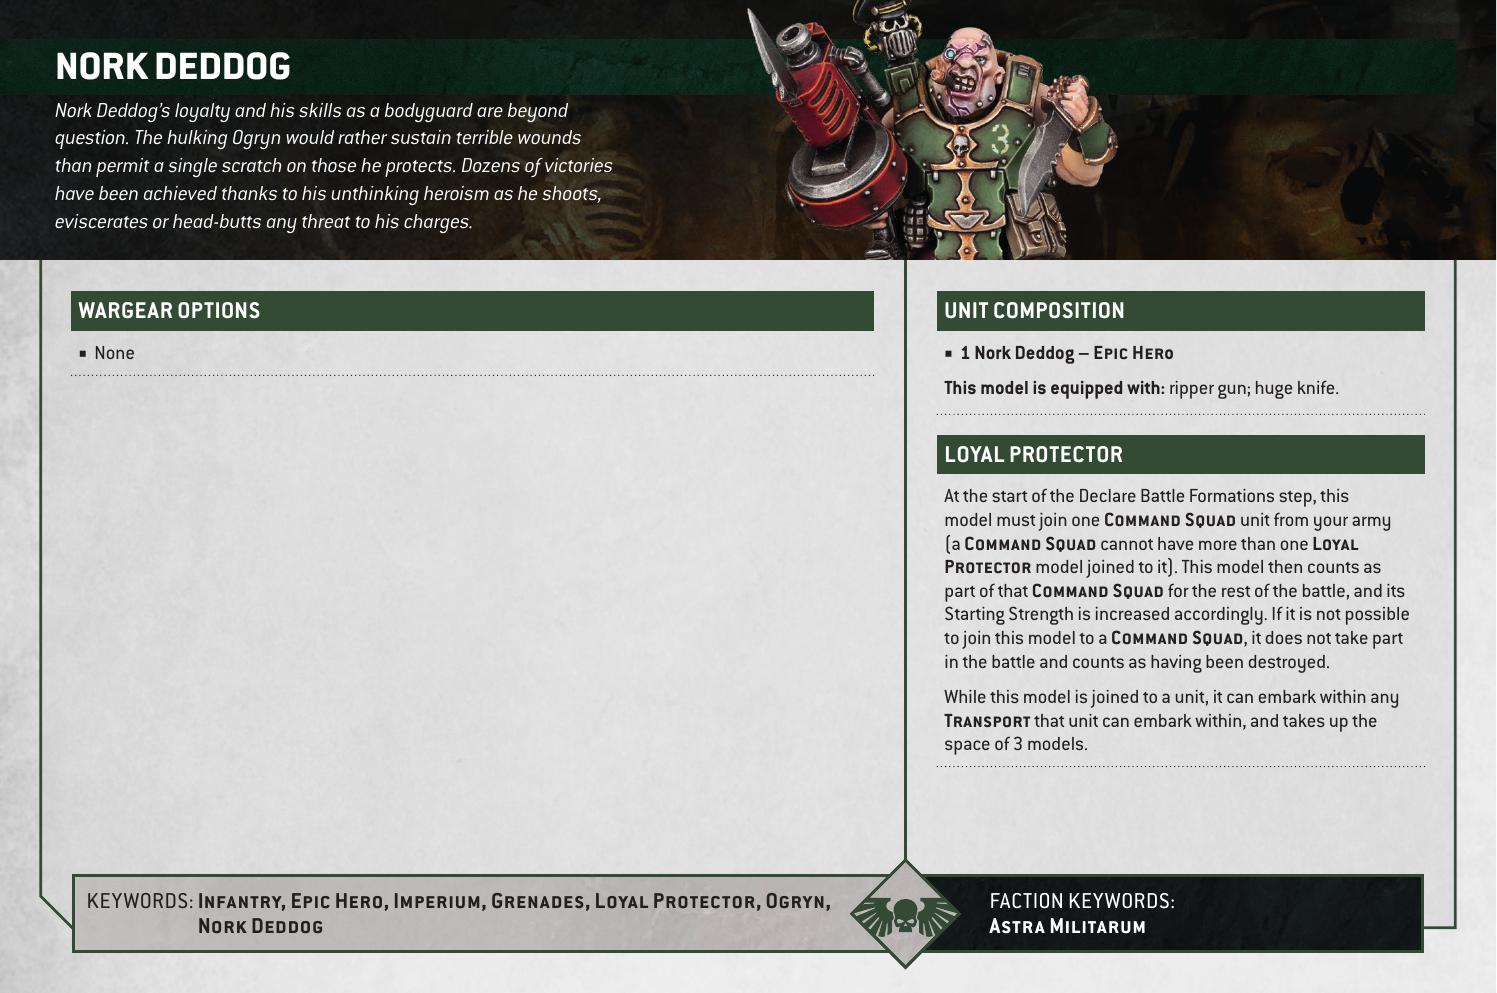 NORK DEDDOG
Nork Deddog's loyalty and his skills as a bodyguard are beyond
question. The hulking Ogryn would rather sustain terrible wounds
than permit a single scratch on those he protects. Dozens of victories
have been achieved thanks to his unthinking heroism as he shoots,
eviscerates or head-butts any threat to his charges.
3
WARGEAR OPTIONS
▪ None
UNIT COMPOSITION
▪ 1 Nork Deddog – Epic Hero
This model is equipped with: ripper gun; huge knife.
LOYAL PROTECTOR
At the start of the Declare Battle Formations step, this
model must join one Command Squad unit from your army
(a Command Squad cannot have more than one Loyal
Protector model joined to it). This model then counts as
part of that Command Squad for the rest of the battle, and its
Starting Strength is increased accordingly. If it is not possible
to join this model to a Command Squad, it does not take part
in the battle and counts as having been destroyed.
While this model is joined to a unit, it can embark within any
Transport that unit can embark within, and takes up the
space of 3 models.
KEYWORDS: Infantry, Epic Hero, Imperium, Grenades, Loyal Protector, Ogryn,
Nork Deddog
FACTION KEYWORDS:
Astra Militarum